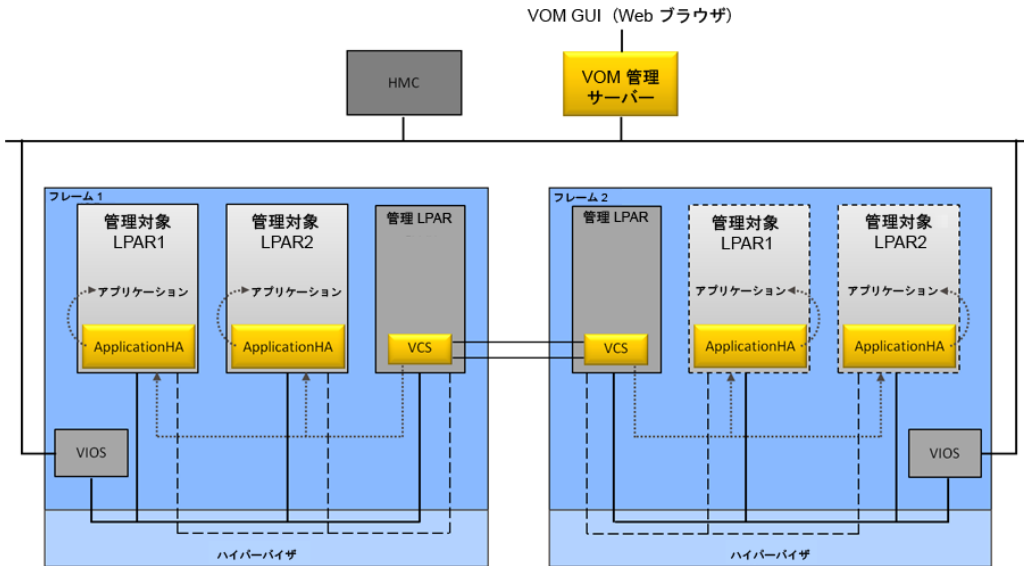 VOM GUI（Web ブラウザ）
HMC
VOM 管理
サーバー
フレーム 1
管理対象
LPAR1
アプリケーション
ApplicationHA
管理対象
LPAR2
アプリケーション
ApplicationHA
管理 LPAR
VCS
VIOS
ハイパーバイザ
フレーム 2
管理 LPAR
VCS
管理対象
LPAR1
アプリケーション
ApplicationHA
管理対象
LPAR2
アプリケーション
ApplicationHA
VIOS
ハイパーバイザ